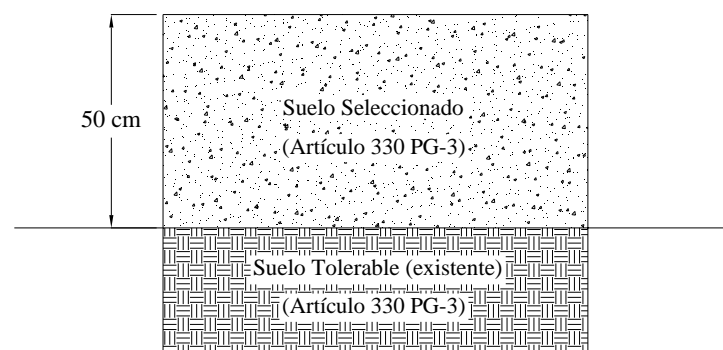 Suelo Seleccionado
50 cm
(Artículo 330 PG-3)
Suelo Tolerable (existente)
(Artículo 330 PG-3)